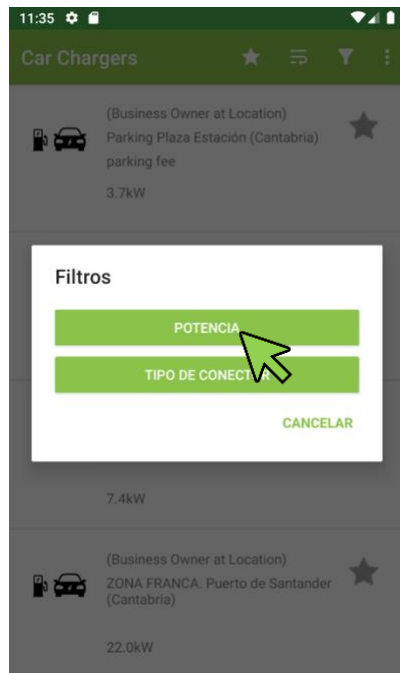 11:35
Car Chargers
(Business Owner at Location)
Parking Plaza Estación (Cantabria)
parking fee
3.7kW
Filtros
POTENCIA
TIPO DE CONECTOR
CANCELAR
7.4kW
(Business Owner at Location)
ZONA FRANCA. Puerto de Santander
(Cantabria)
22.0kW